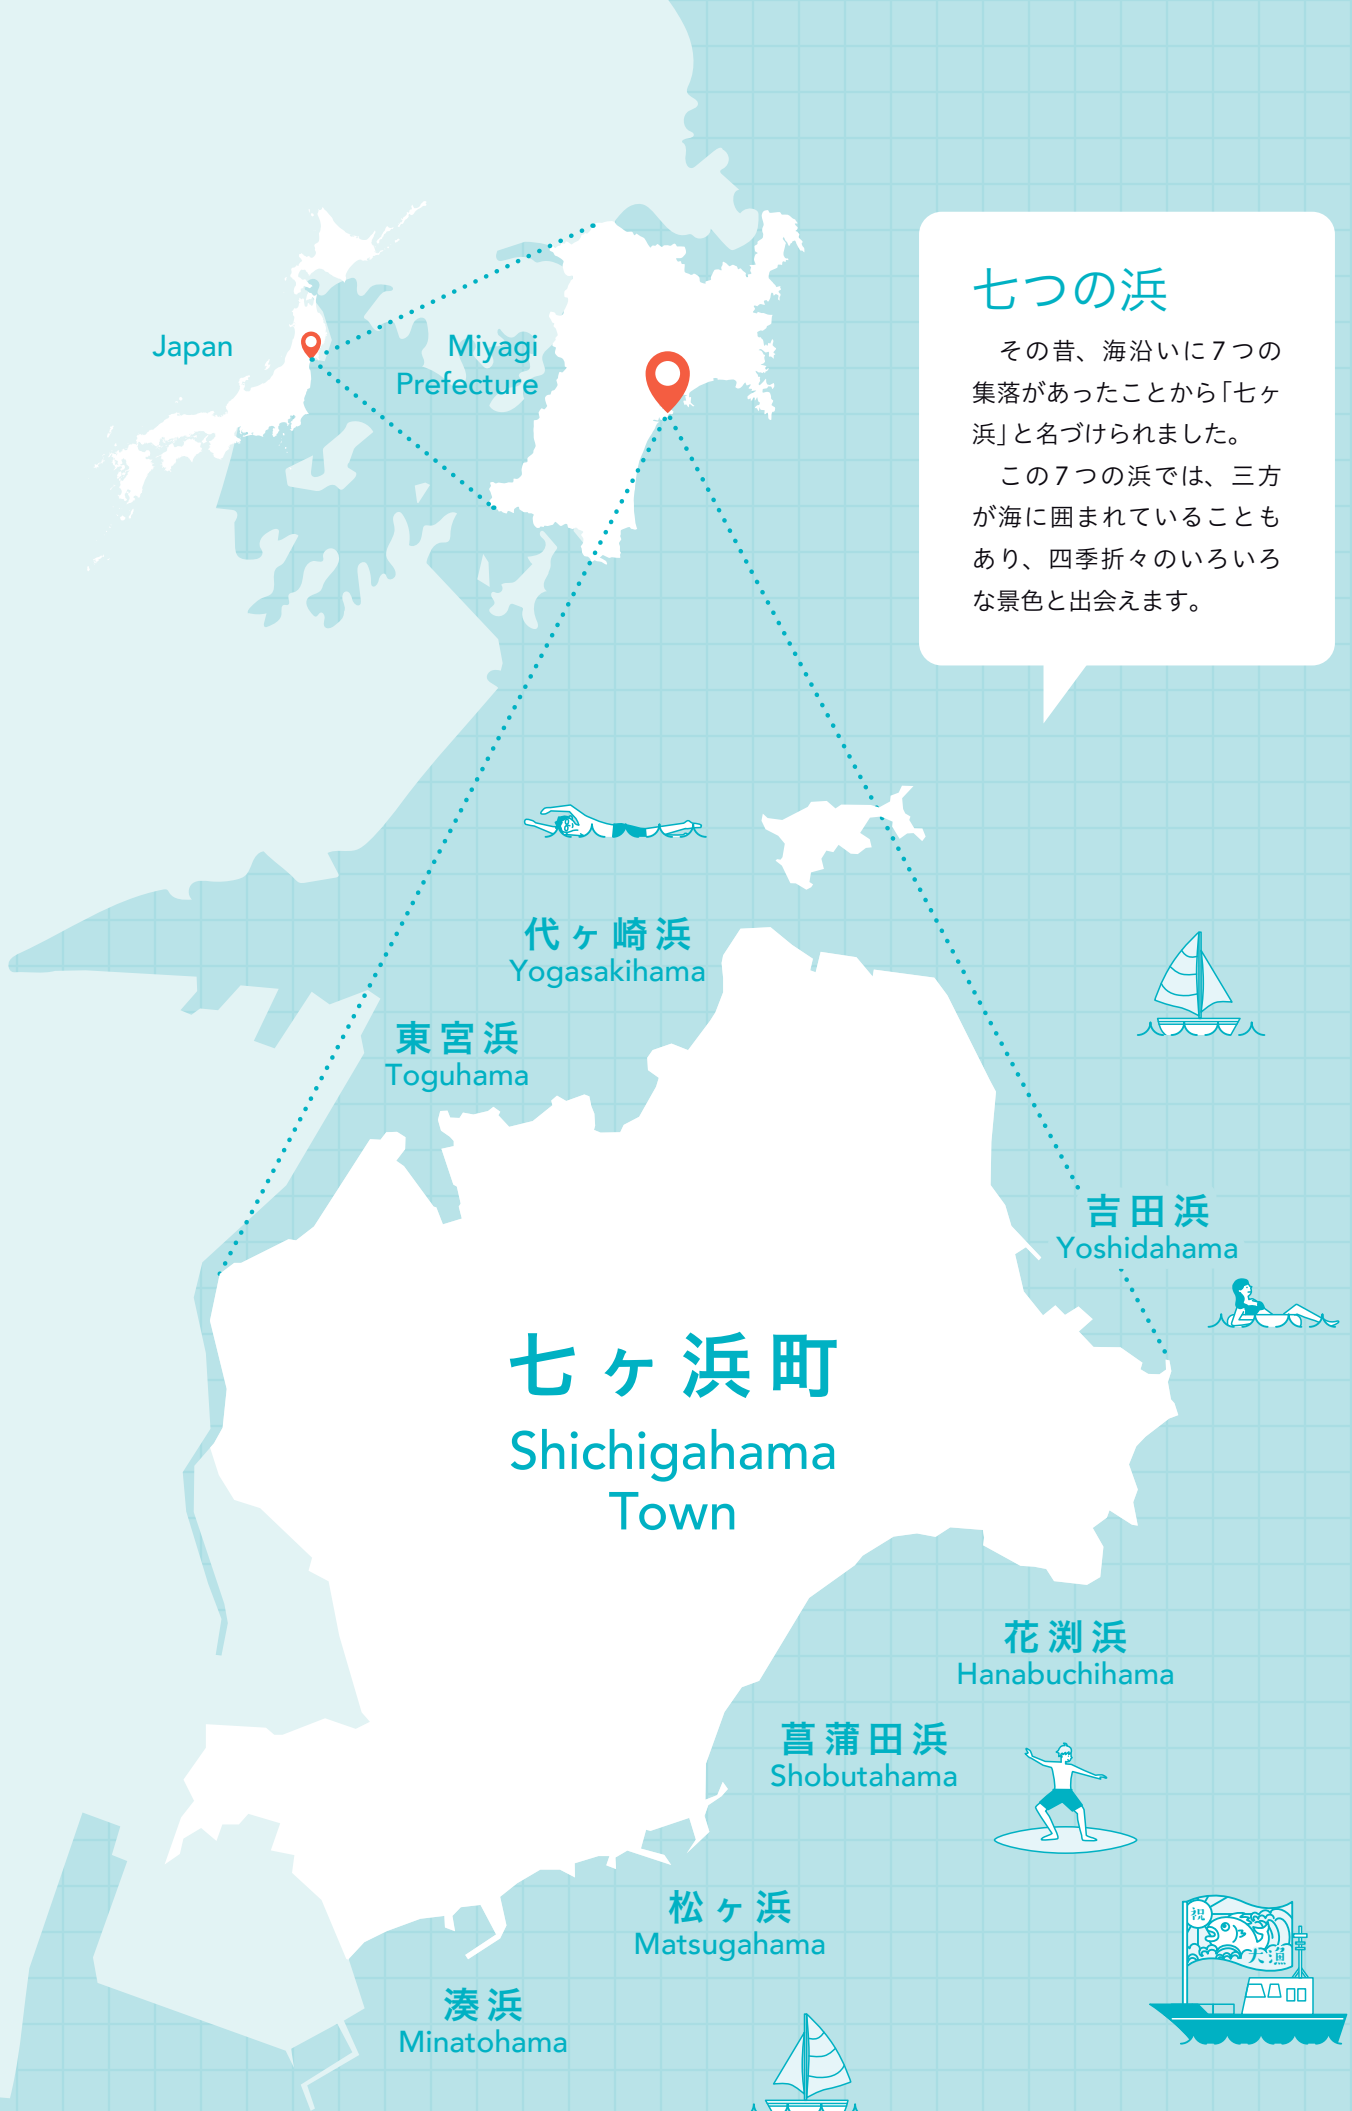 Japan
Miyagi
Prefecture
七つの浜
その昔、海沿いに７つの
集落があったことから「七ヶ
浜」と名づけられました。
この７つの浜では、三方
が海に囲まれていることも
あり、四季折々のいろいろ
な景色と出会えます。
代ヶ崎浜
Yogasakihama
東宮浜
Toguhama
吉田浜
Yoshidahama
七ヶ浜町
Shichigahama
Town
花渕浜
Hanabuchihama
菖蒲田浜
Shobutahama
松ヶ浜
Matsugahama
湊浜
Minatohama
祝
大漁